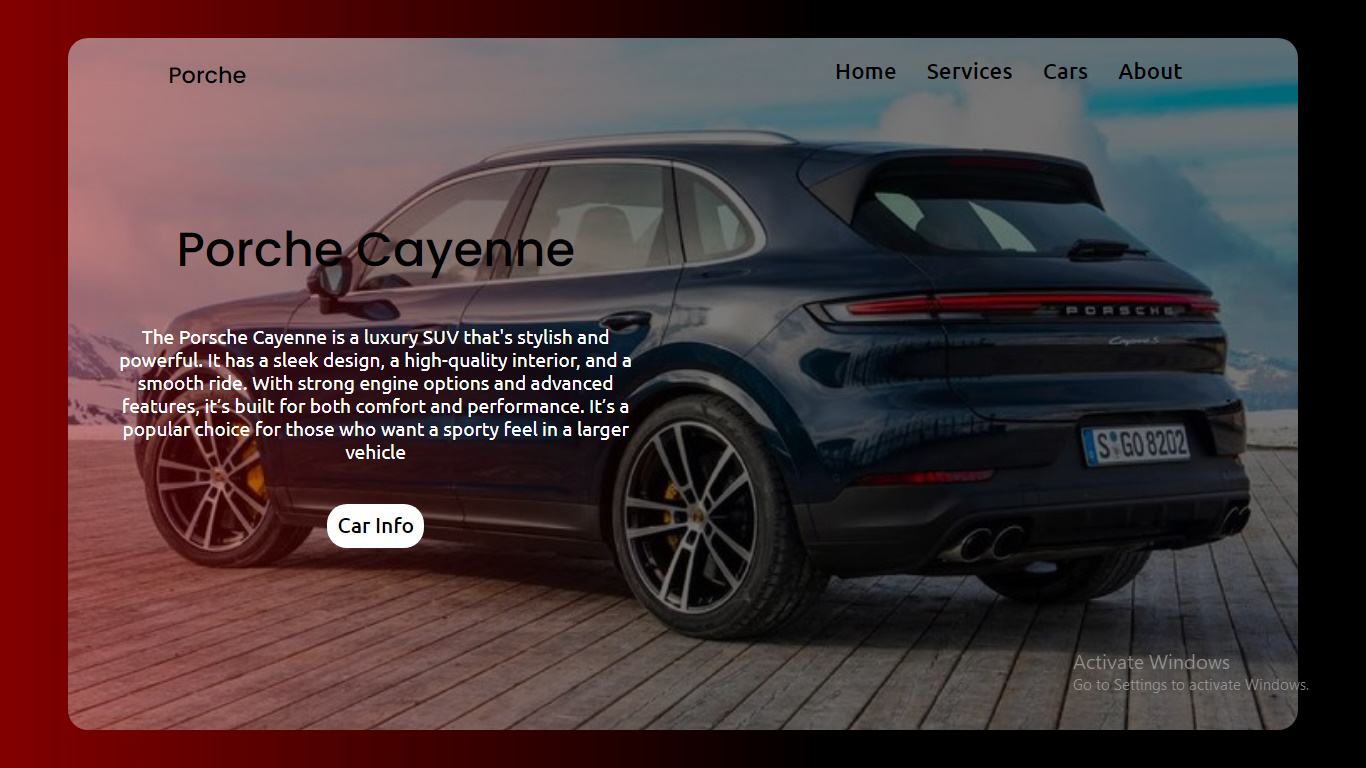 Porche
Home Services Cars About
Porche Cayenne
PORSCHE
Cayenne S
The Porsche Cayenne is a luxury SUV that's stylish and
powerful. It has a sleek design, a high-quality interior, and a
smooth ride. With strong engine options and advanced
features, it’s built for both comfort and performance. It’s a
popular choice for those who want a sporty feel in a larger
vehicle
S GO 8202
Car Info
Activate Windows
Go to Settings to activate Windows.